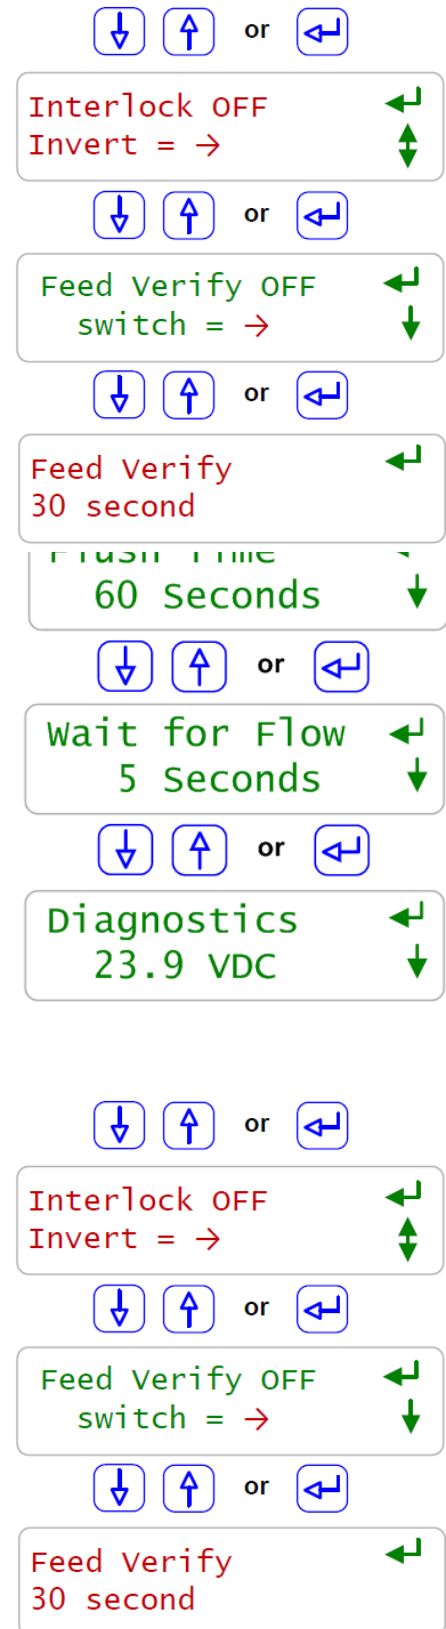 or
Interlock OFF
Invert = →
or
Feed Verify OFF
switch = →
or
Feed Verify
30 second
Flush Time
60 Seconds
or
Wait for Flow
5 Seconds
or
Diagnostics
23.9 VDC
or
Interlock OFF
Invert = →
or
Feed Verify OFF
switch = →
or
Feed Verify
30 second